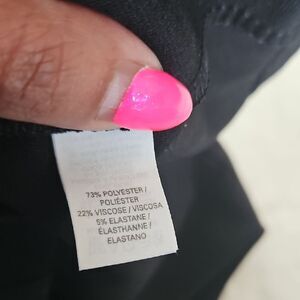 73% POLYESTER /
POLIÉSTER
22% VISCOSE / VISCOSA
5% ELASTANE /
ÉLASTHANNE /
ELASTANO